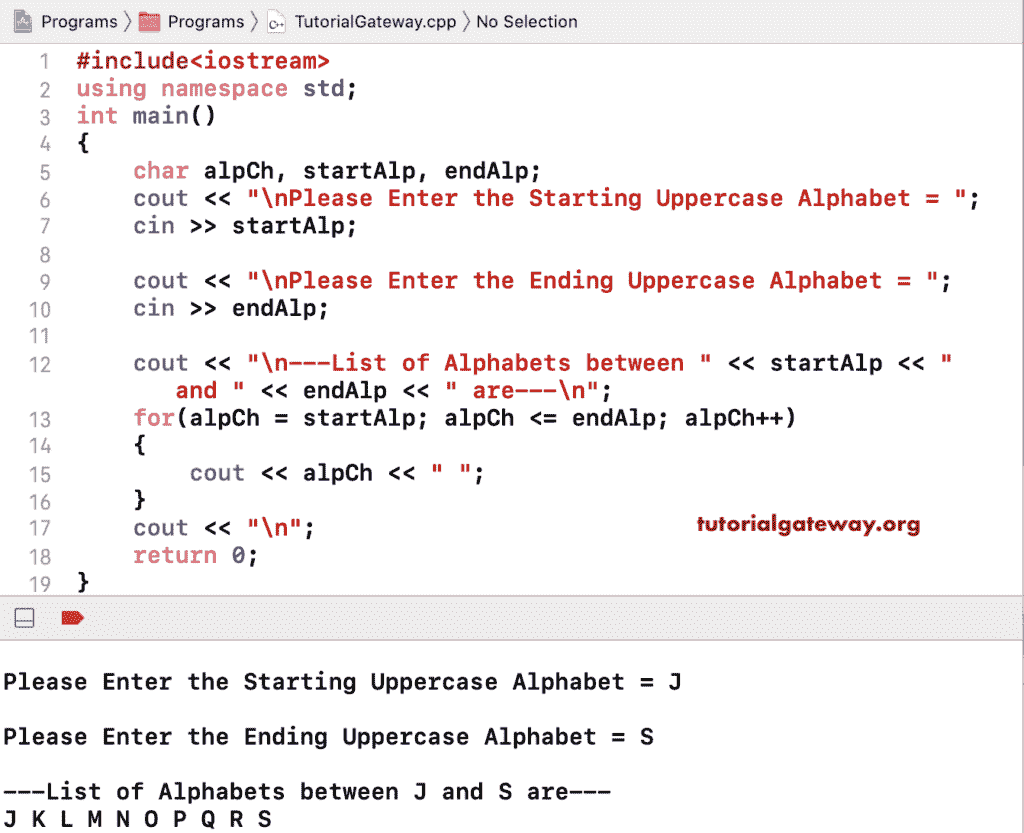 Programs 〉 Programs 〉 TutorialGateway.cpp 〉 No Selection
1 #include<iostream>
2 using namespace std;
3 int main()
4 {
5     char alpCh, startAlp, endAlp;
6     cout << "\nPlease Enter the Starting Uppercase Alphabet = ";
7     cin >> startAlp;
8
9     cout << "\nPlease Enter the Ending Uppercase Alphabet = ";
10     cin >> endAlp;
11
12     cout << "\n---List of Alphabets between " << startAlp << "
and " << endAlp << " are---\n";
13     for(alpCh = startAlp; alpCh <= endAlp; alpCh++)
14     {
15         cout << alpCh << " ";
16     }
17     cout << "\n";
tutorialgateway.org
18     return 0;
19 }
Please Enter the Starting Uppercase Alphabet = J
Please Enter the Ending Uppercase Alphabet = S
---List of Alphabets between J and S are---
J K L M N O P Q R S